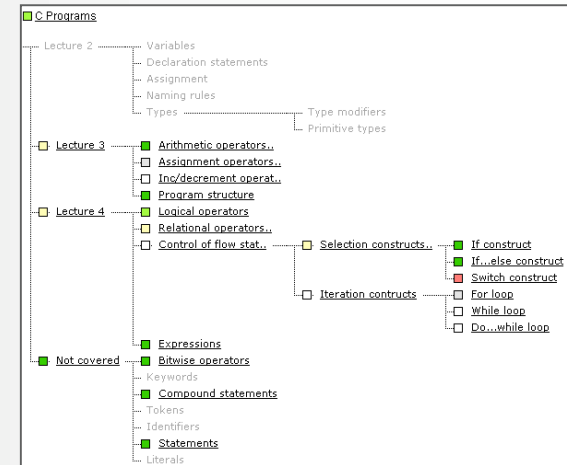 C Programs
Lecture 2 Variables
Declaration statements
Assignment
Naming rules
Types Type modifiers
Primitive types
Lecture 3 Arithmetic operators..
Assignment operators..
Inc/decrement operat..
Program structure
Lecture 4 Logical operators
Relational operators..
Control of flow stat.. Selection constructs.. If construct
If...else construct
Switch construct
Iteration contructs For loop
While loop
Do...while loop
Expressions
Not covered Bitwise operators
Keywords
Compound statements
Tokens
Identifiers
Statements
Literals